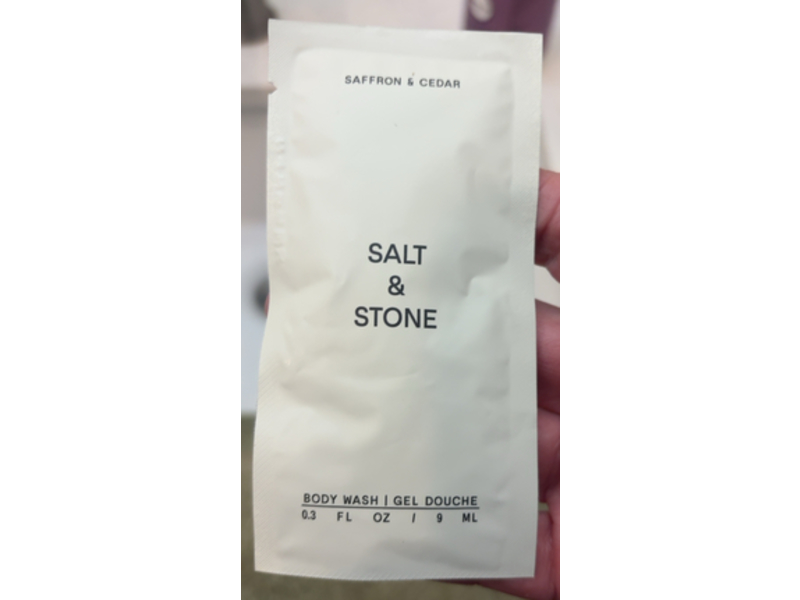 SAFFRON & CEDAR
SALT
&
STONE
BODY WASH | GEL DOUCHE
0.3 FL OZ / 9 ML